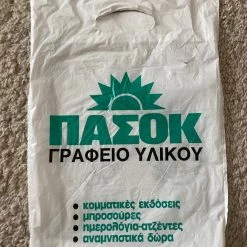 ΠΑΣΟΚ
ΓΡΑΦΕΙΟ ΥΛΙΚΟΥ
• κομματικές εκδόσεις
• μπροσούρες
• ημερολόγια-ατζέντες
• αναμνηστικά δώρα